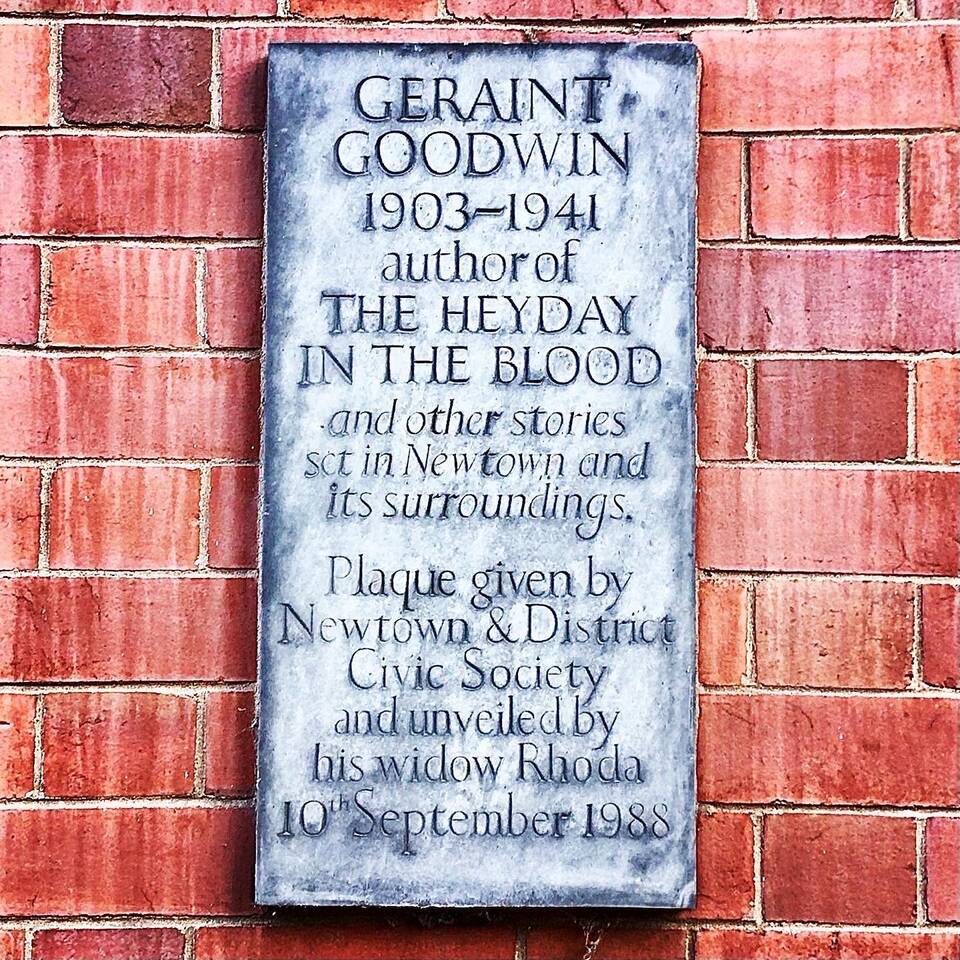 GERAINT
GOODWIN
1903–1941
author of
THE HEYDAY
IN THE BLOOD
and other stories
set in Newtown and
its surroundings.
Plaque given by
Newtown & District
Civic Society
and unveiled by
his widow Rhoda
10th September 1988